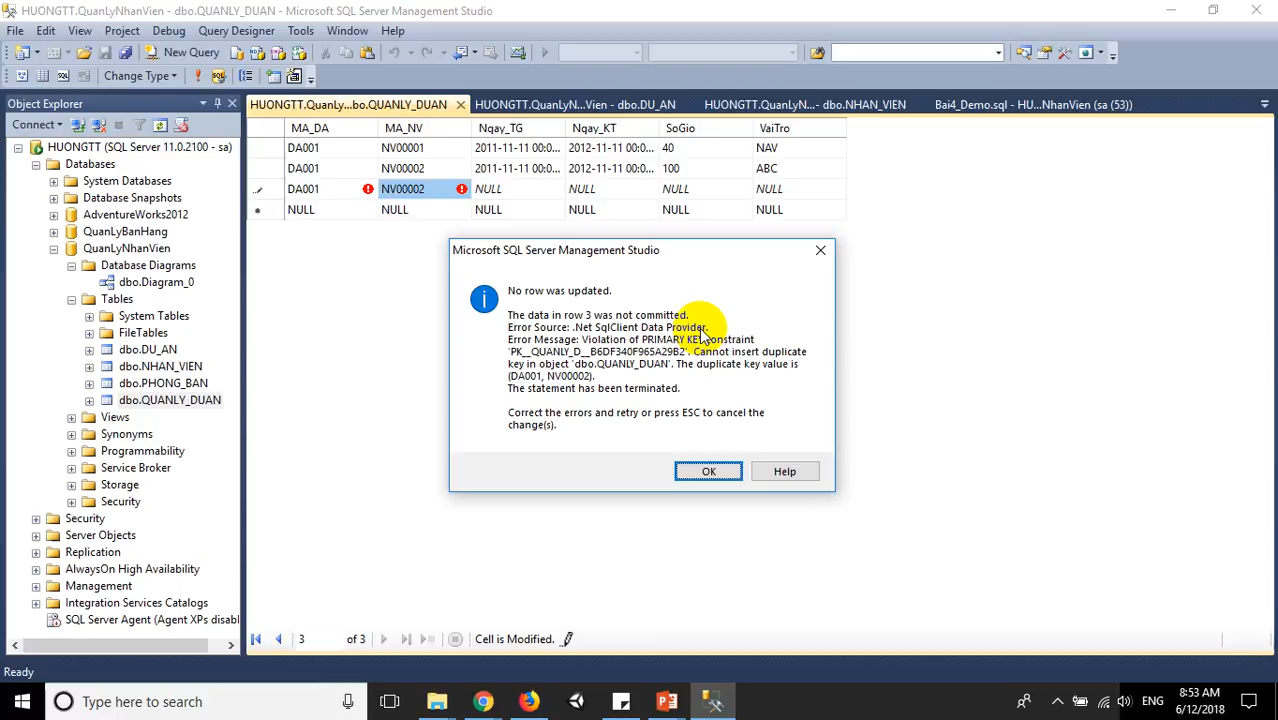 HUONGTT.QuanLyNhanVien - dbo.QUANLY_DUAN - Microsoft SQL Server Management Studio
File Edit View Project Debug Query Designer Tools Window Help
New Query
Change Type
Object Explorer
HUONGTT.QuanLy...bo.QUANLY_DUAN HUONGTT.QuanLyN...Vien - dbo.DU_AN HUONGTT.QuanLyN...- dbo.NHAN_VIEN Bai4_Demo.sql - HU...NhanVien (sa (53))
Connect
HUONGTT (SQL Server 11.0.2100 - sa)
Databases
System Databases
Database Snapshots
AdventureWorks2012
QuanLyBanHang
QuanLyNhanVien
Database Diagrams
dbo.Diagram_0
Tables
System Tables
FileTables
dbo.DU_AN
dbo.NHAN_VIEN
dbo.PHONG_BAN
dbo.QUANLY_DUAN
Views
Synonyms
Programmability
Service Broker
Storage
Security
Security
Server Objects
Replication
AlwaysOn High Availability
Management
Integration Services Catalogs
SQL Server Agent (Agent XPs disabl
MA_DA MA_NV Ngay_TG Ngay_KT SoGio VaiTro
DA001 NV00001 2011-11-11 00:0... 2012-11-11 00:0... 40 NAV
DA001 NV00002 2011-11-11 00:0... 2012-11-11 00:0... 100 ABC
DA001 NV00002 NULL NULL NULL NULL
NULL NULL NULL NULL NULL NULL
Microsoft SQL Server Management Studio
No row was updated.
The data in row 3 was not committed.
Error Source: .Net SqlClient Data Provider.
Error Message: Violation of PRIMARY KEY constraint
'PK__QUANLY_D__B6DF340F965A29B2'. Cannot insert duplicate
key in object 'dbo.QUANLY_DUAN'. The duplicate key value is
(DA001, NV00002).
The statement has been terminated.
Correct the errors and retry or press ESC to cancel the
change(s).
OK Help
3 of 3 Cell is Modified.
Ready
Type here to search
ENG
8:53 AM
6/12/2018